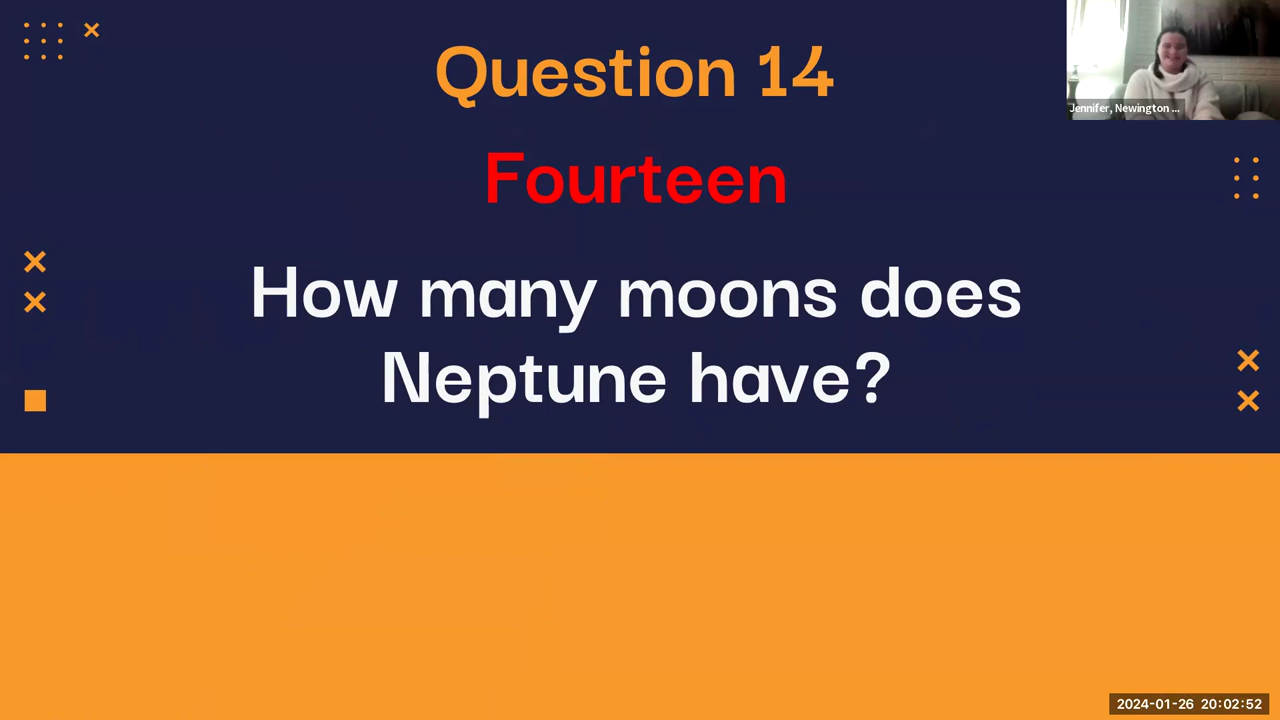 Question 14
Jennifer, Newington ...
Fourteen
How many moons does
Neptune have?
2024-01-26 20:02:52